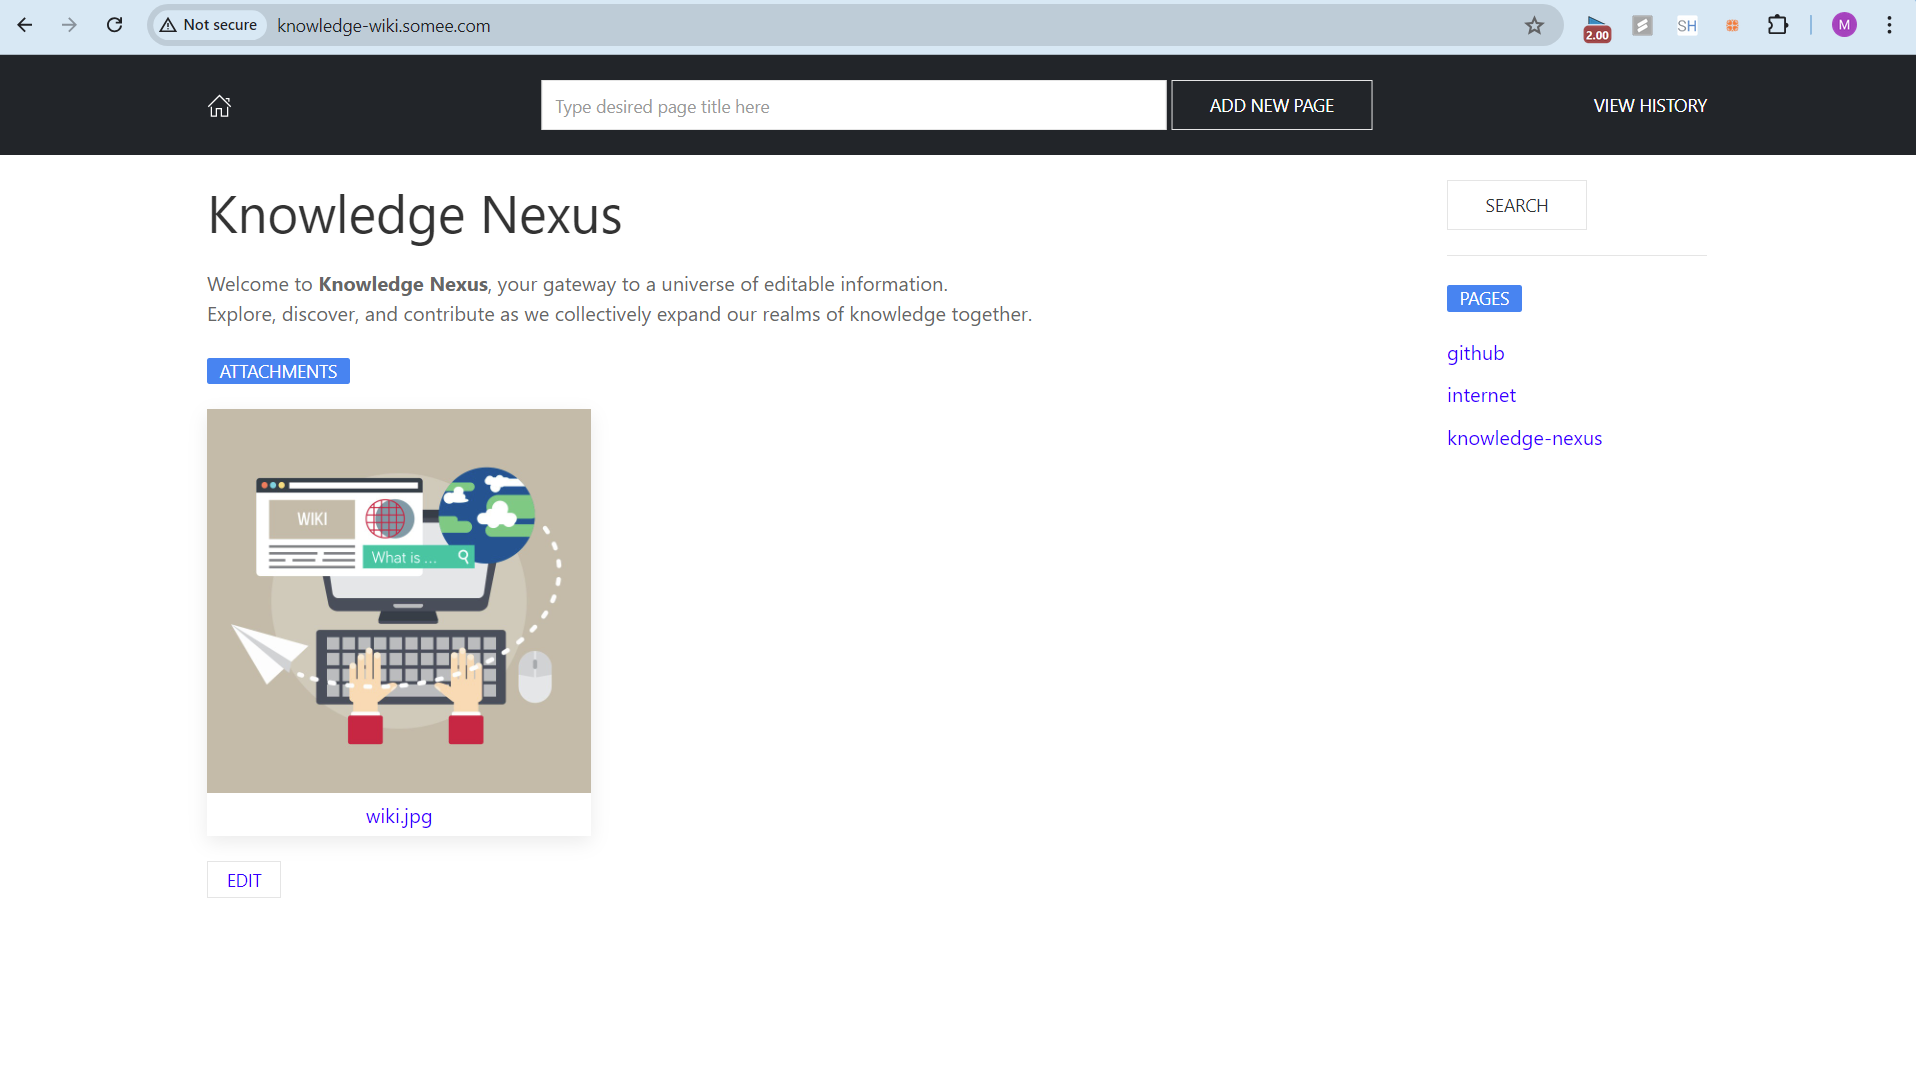 Not secure
knowledge-wiki.somee.com
2.00
SH
M
Type desired page title here
ADD NEW PAGE
VIEW HISTORY
Knowledge Nexus
SEARCH
Welcome to Knowledge Nexus, your gateway to a universe of editable information.
Explore, discover, and contribute as we collectively expand our realms of knowledge together.
PAGES
github
internet
knowledge-nexus
ATTACHMENTS
WIKI
What is ...
wiki.jpg
EDIT